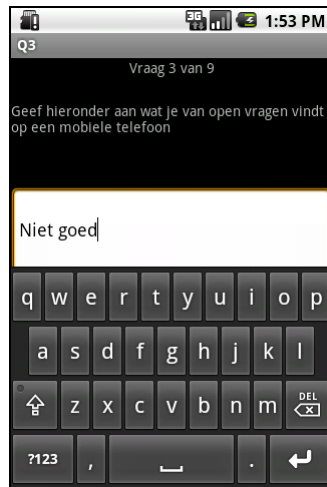 3G 1:53 PM
Q3
Vraag 3 van 9
Geef hieronder aan wat je van open vragen vindt
op een mobiele telefoon
Niet goed
q w e r t y u i o p
a s d f g h j k l
z x c v b n m DEL
?123 , .